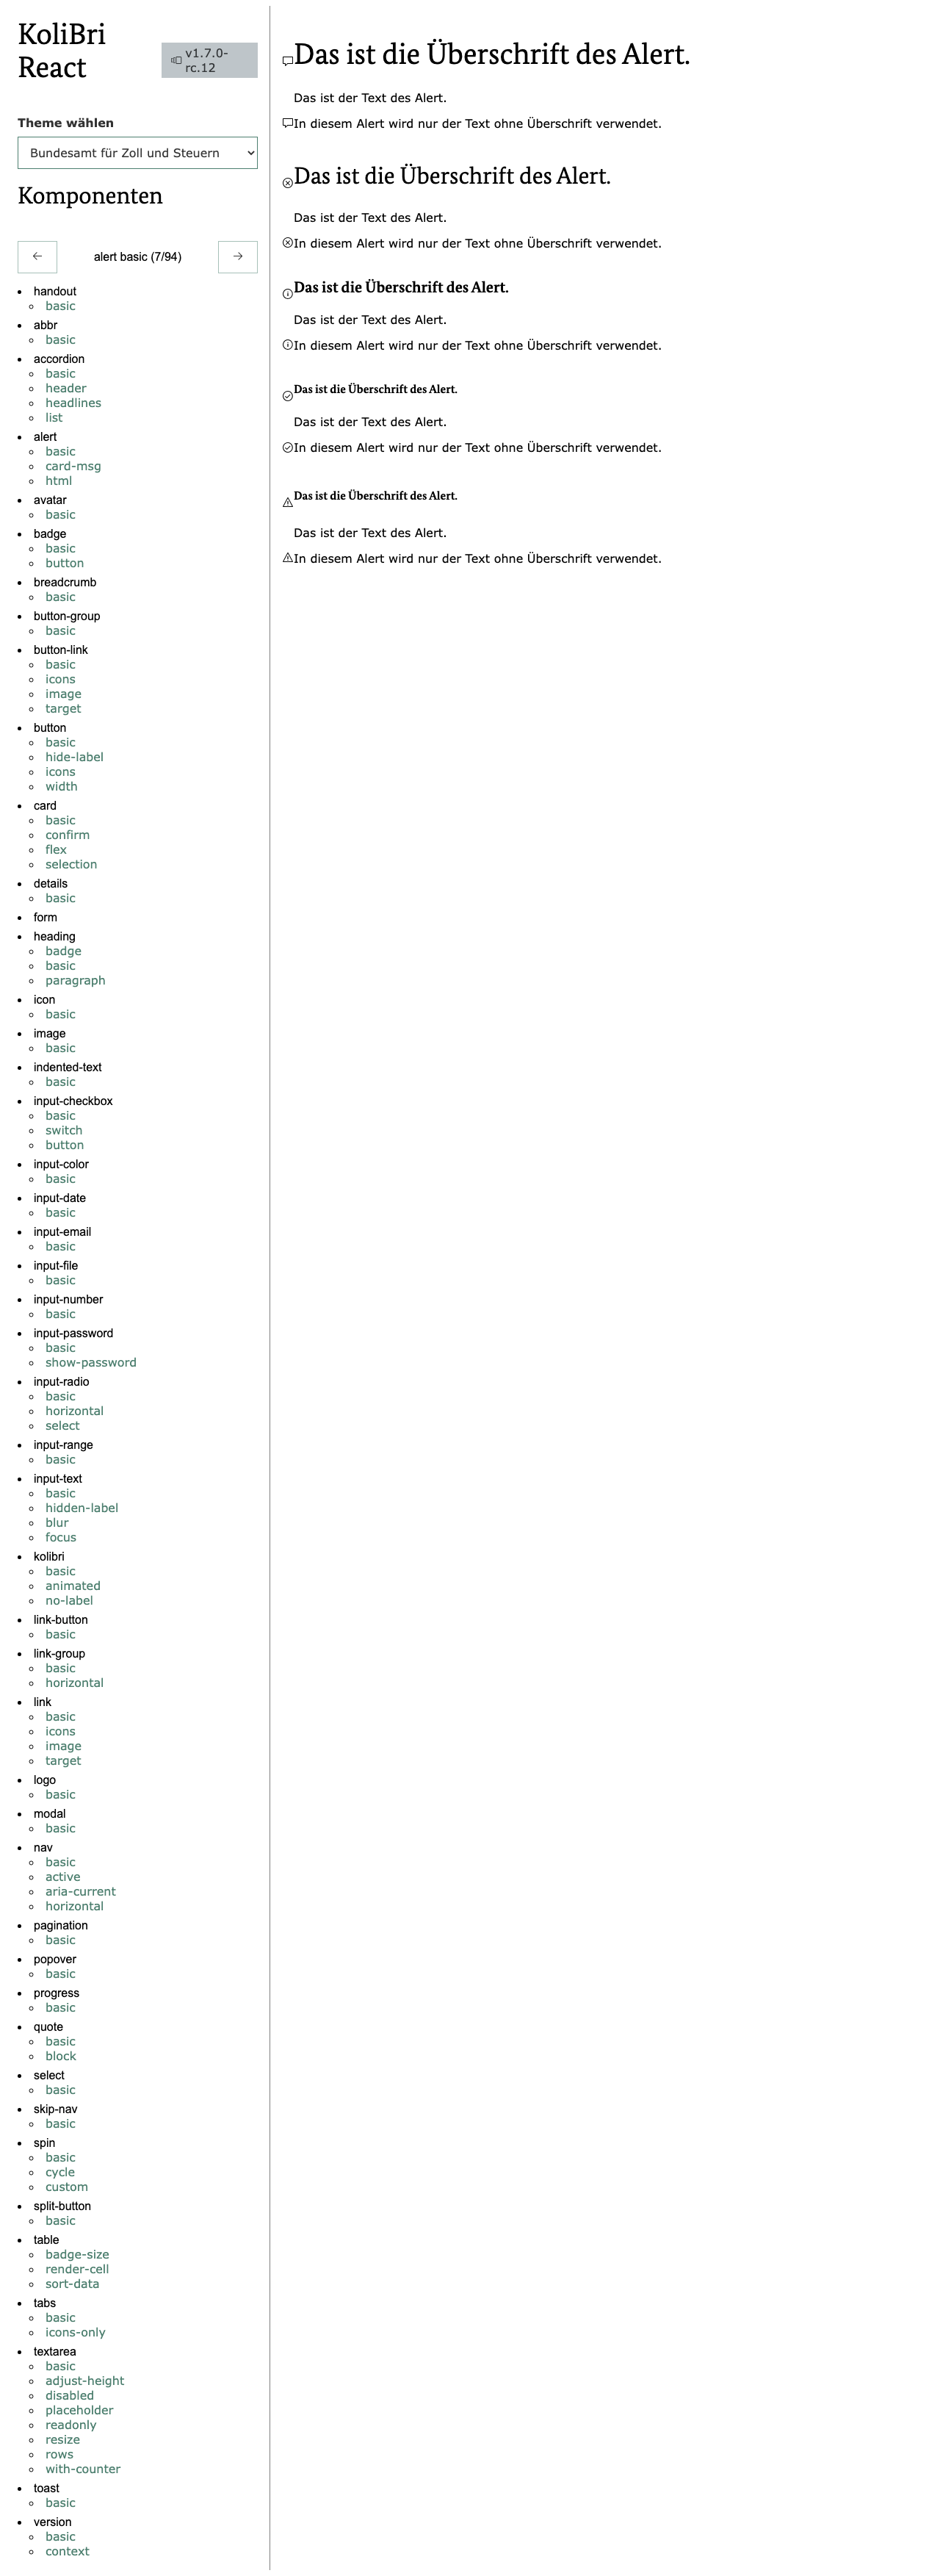 KoliBri
React
v1.7.0-
rc.12
Theme wählen
Bundesamt für Zoll und Steuern
Komponenten
← alert basic (7/94) →
handout
basic
abbr
basic
accordion
basic
header
headlines
list
alert
basic
card-msg
html
avatar
basic
badge
basic
button
breadcrumb
basic
button-group
basic
button-link
basic
icons
image
target
button
basic
hide-label
icons
width
card
basic
confirm
flex
selection
details
basic
form
heading
badge
basic
paragraph
icon
basic
image
basic
indented-text
basic
input-checkbox
basic
switch
button
input-color
basic
input-date
basic
input-email
basic
input-file
basic
input-number
basic
input-password
basic
show-password
input-radio
basic
horizontal
select
input-range
basic
input-text
basic
hidden-label
blur
focus
kolibri
basic
animated
no-label
link-button
basic
link-group
basic
horizontal
link
basic
icons
image
target
logo
basic
modal
basic
nav
basic
active
aria-current
horizontal
pagination
basic
popover
basic
progress
basic
quote
basic
block
select
basic
skip-nav
basic
spin
basic
cycle
custom
split-button
basic
table
badge-size
render-cell
sort-data
tabs
basic
icons-only
textarea
basic
adjust-height
disabled
placeholder
readonly
resize
rows
with-counter
toast
basic
version
basic
context
Das ist die Überschrift des Alert.
Das ist der Text des Alert.
In diesem Alert wird nur der Text ohne Überschrift verwendet.
Das ist die Überschrift des Alert.
Das ist der Text des Alert.
In diesem Alert wird nur der Text ohne Überschrift verwendet.
Das ist die Überschrift des Alert.
Das ist der Text des Alert.
In diesem Alert wird nur der Text ohne Überschrift verwendet.
Das ist die Überschrift des Alert.
Das ist der Text des Alert.
In diesem Alert wird nur der Text ohne Überschrift verwendet.
Das ist die Überschrift des Alert.
Das ist der Text des Alert.
In diesem Alert wird nur der Text ohne Überschrift verwendet.